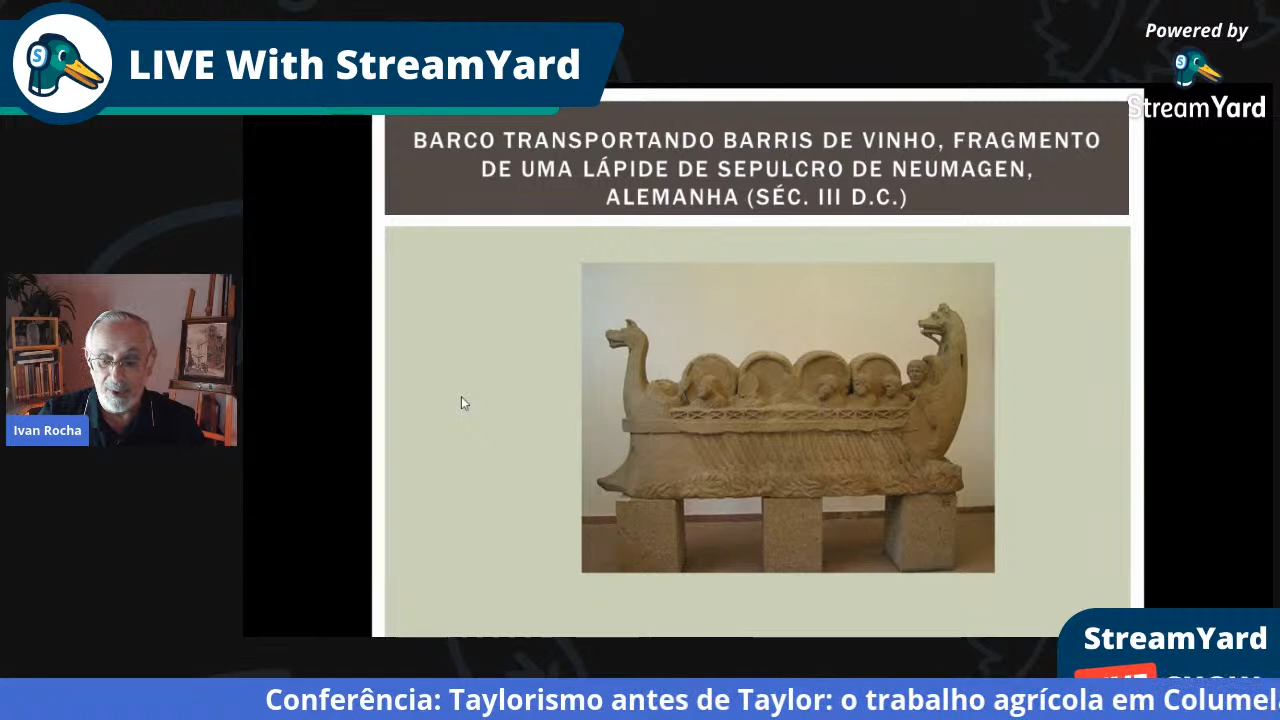 LIVE With StreamYard
Powered by
StreamYard
BARCO TRANSPORTANDO BARRIS DE VINHO, FRAGMENTO
DE UMA LÁPIDE DE SEPULCRO DE NEUMAGEN,
ALEMANHA (SÉC. III D.C.)
Ivan Rocha
StreamYard
Conferência: Taylorismo antes de Taylor: o trabalho agrícola em Columel